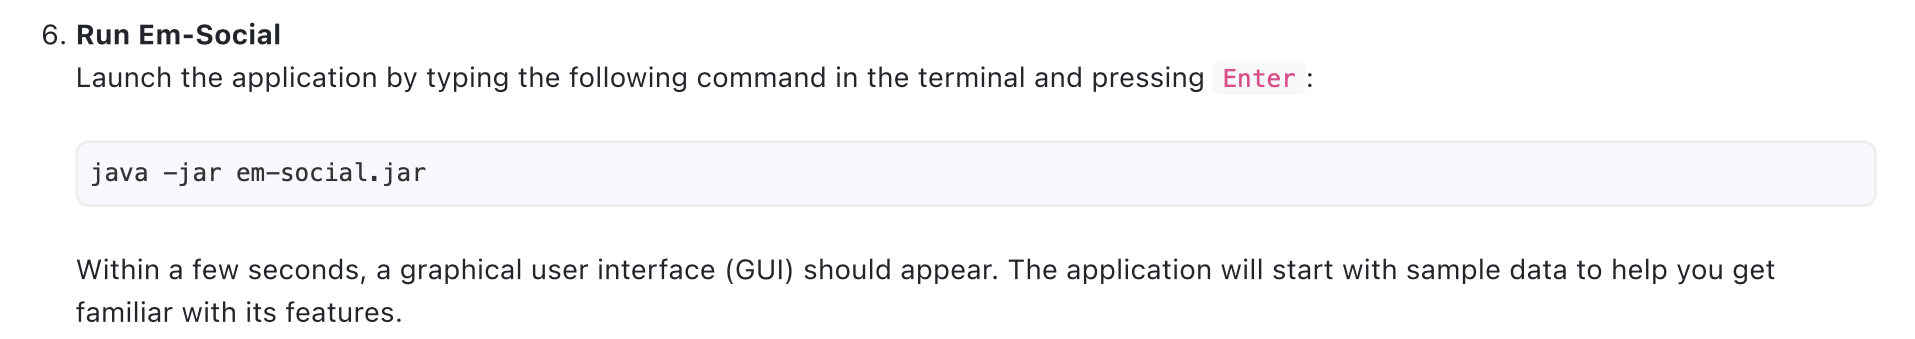 6. Run Em-Social
Launch the application by typing the following command in the terminal and pressing Enter:
java -jar em-social.jar
Within a few seconds, a graphical user interface (GUI) should appear. The application will start with sample data to help you get
familiar with its features.